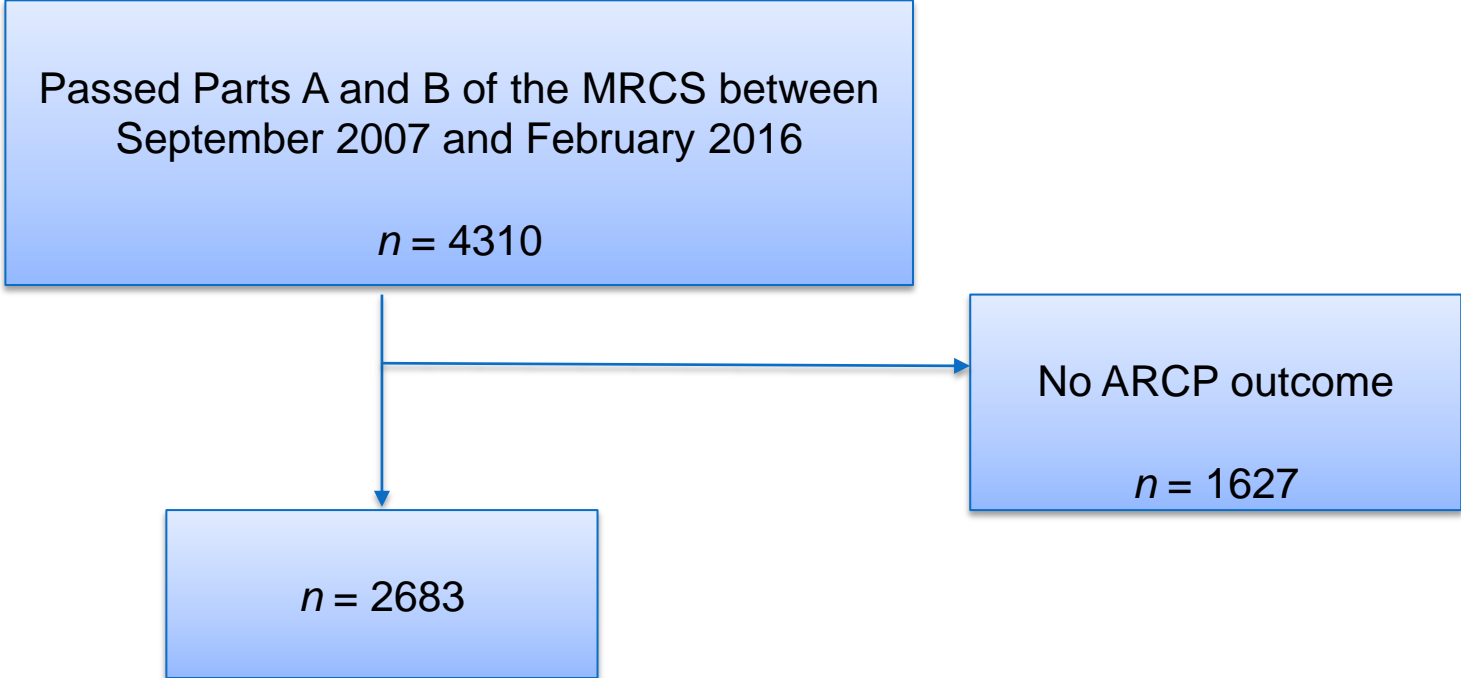 Passed Parts A and B of the MRCS between
September 2007 and February 2016
n = 4310
No ARCP outcome
n = 1627
n = 2683